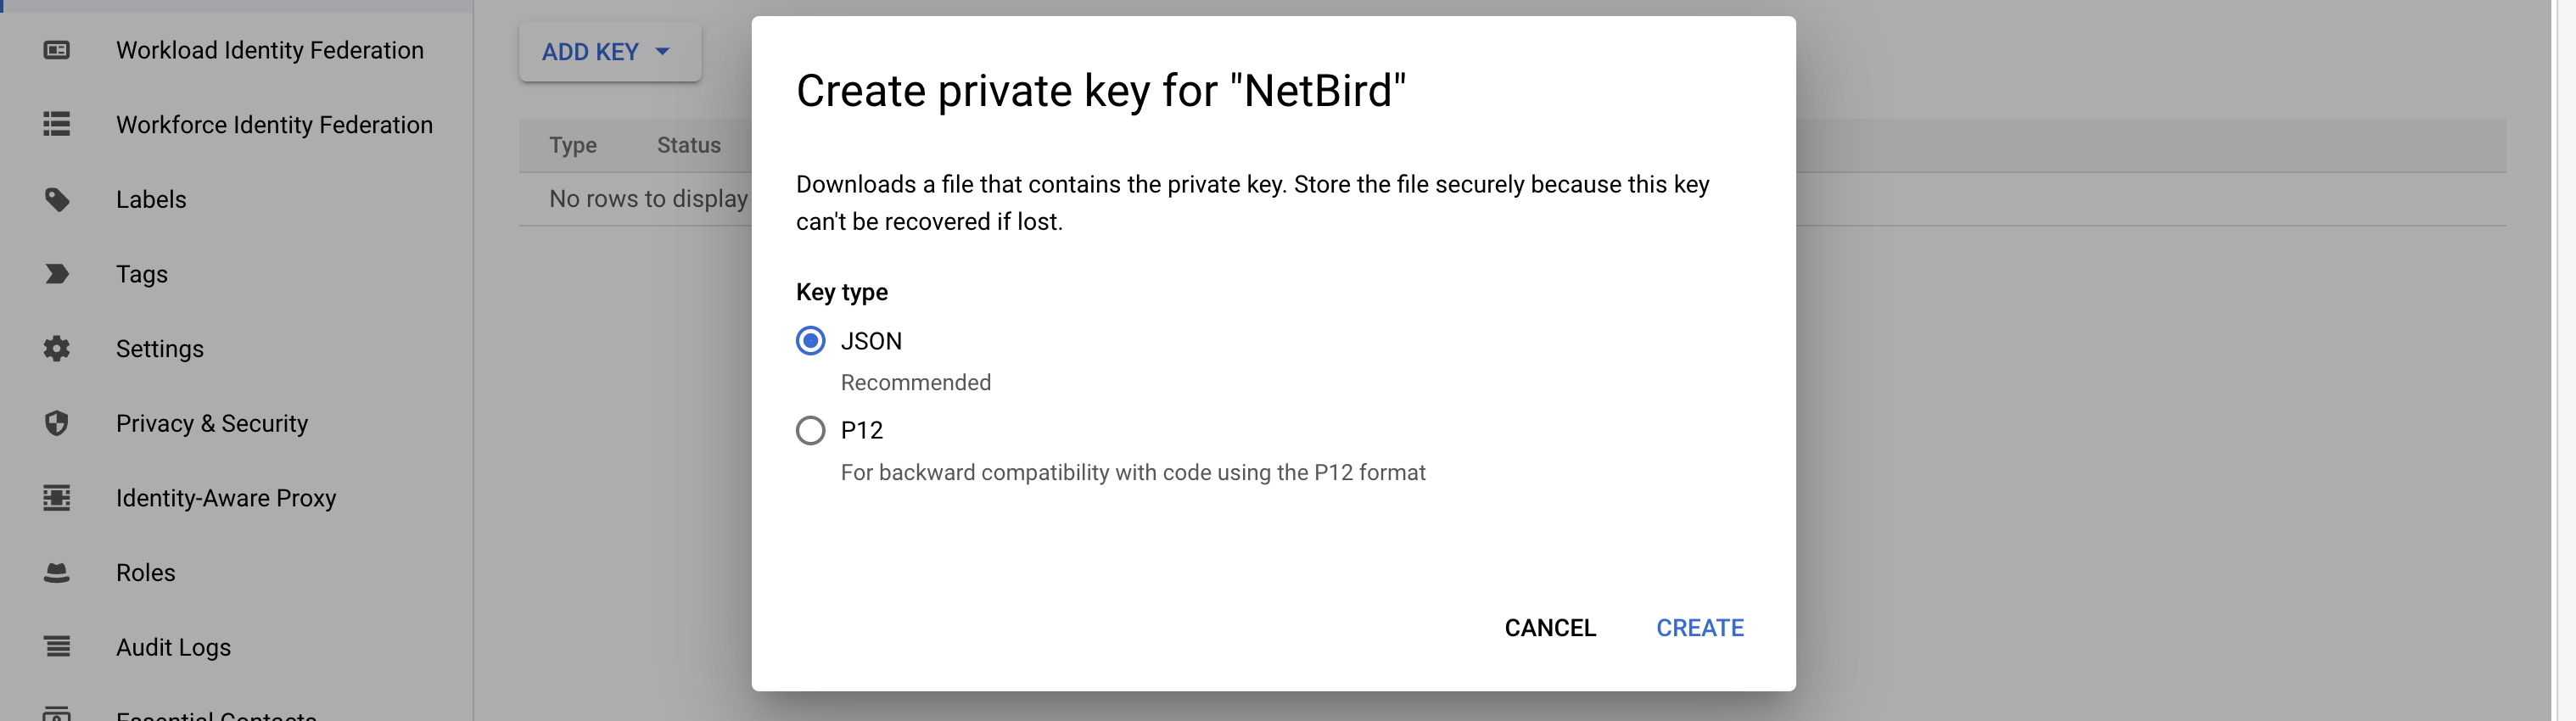 Workload Identity Federation
Workforce Identity Federation
Labels
Tags
Settings
Privacy & Security
Identity-Aware Proxy
Roles
Audit Logs
Essential Contacts
ADD KEY
Type Status
No rows to display
Create private key for "NetBird"
Downloads a file that contains the private key. Store the file securely because this key
can't be recovered if lost.
Key type
JSON
Recommended
P12
For backward compatibility with code using the P12 format
CANCEL CREATE